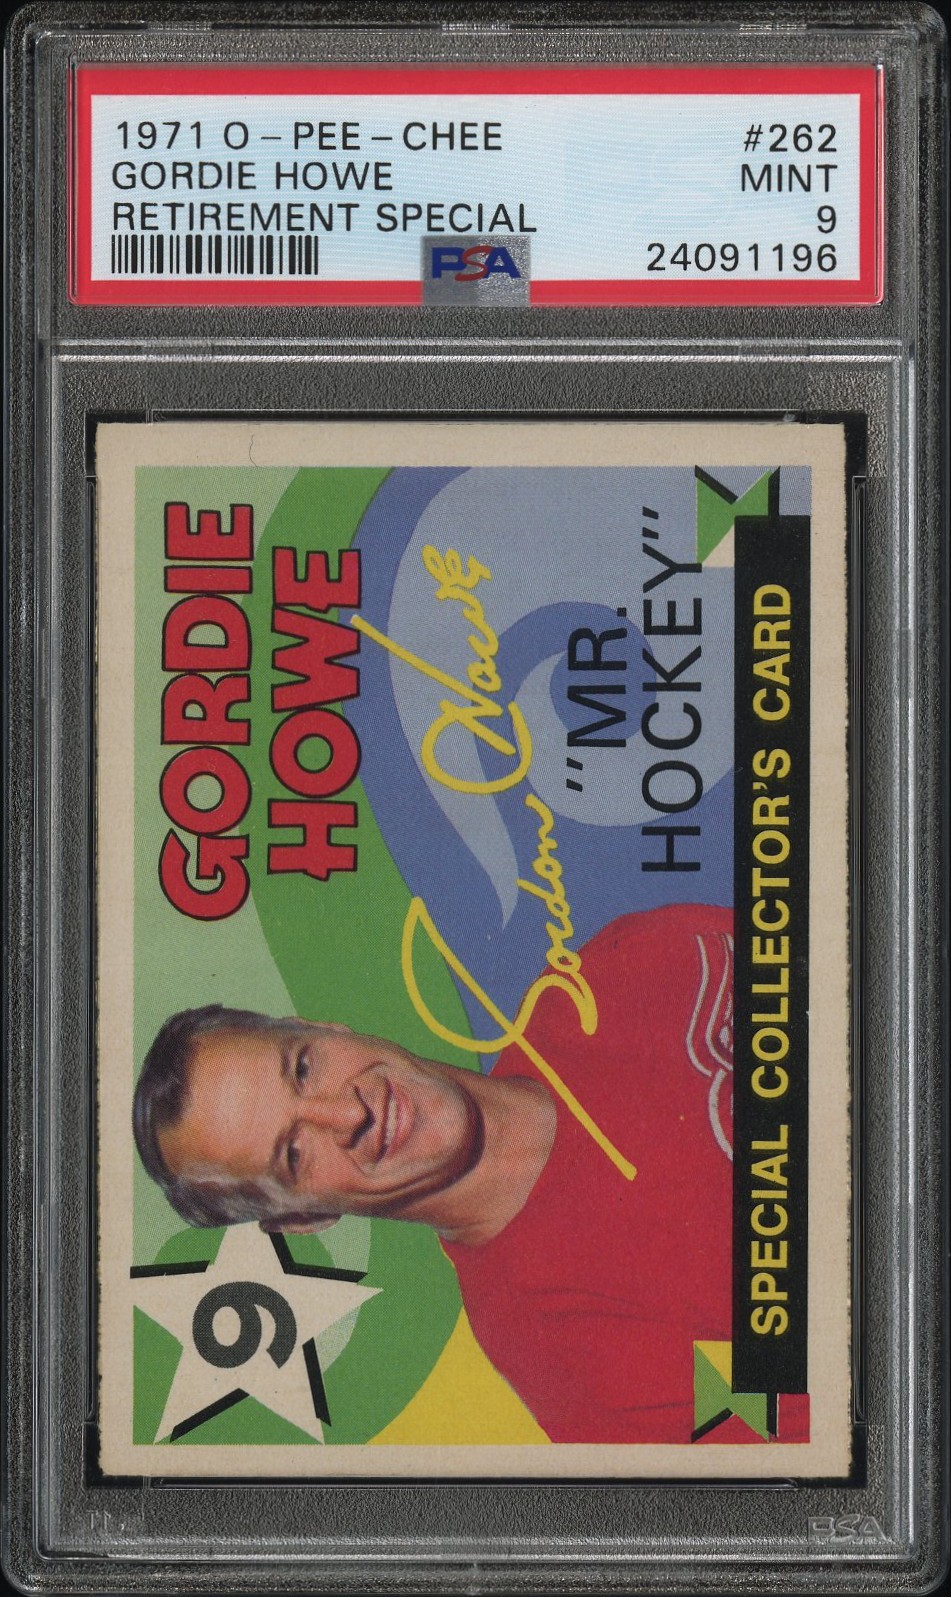 1971 O-PEE-CHEE #262
GORDIE HOWE MINT
RETIREMENT SPECIAL 9
PSA 24091196
GORDIE
HOWE
Gordon Howe
"MR.
HOCKEY"
SPECIAL COLLECTOR'S CARD
9
PSA